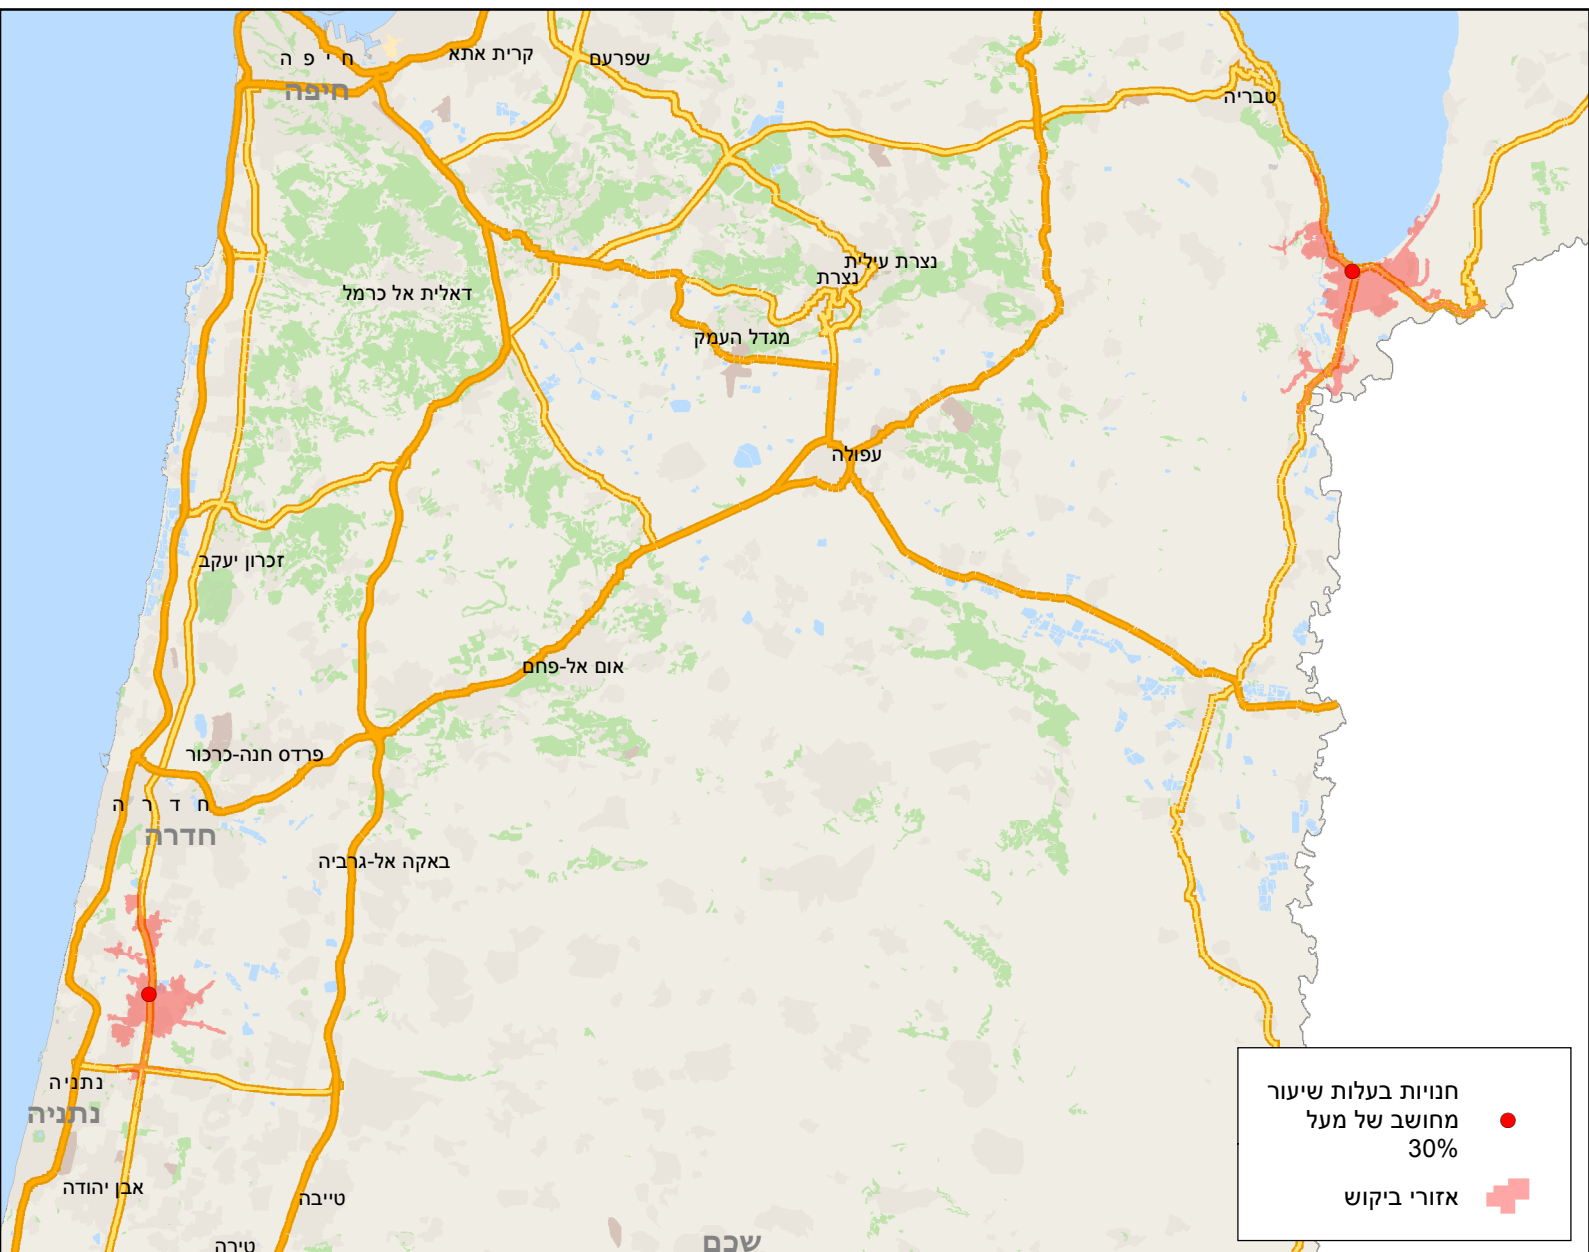 קרית אתא
שפרעם
ח י פ ה
חיפה
טבריה
נצרת עילית
נצרת
דאלית אל כרמל
מגדל העמק
עפולה
זכרון יעקב
אום אל-פחם
פרדס חנה-כרכור
ח ד ר ה
חדרה
באקה אל-גרביה
נתניה
נתניה
אבן יהודה
טייבה
טירה
שכם
חנויות בעלות שיעור
מחושב של מעל
30%
אזורי ביקוש